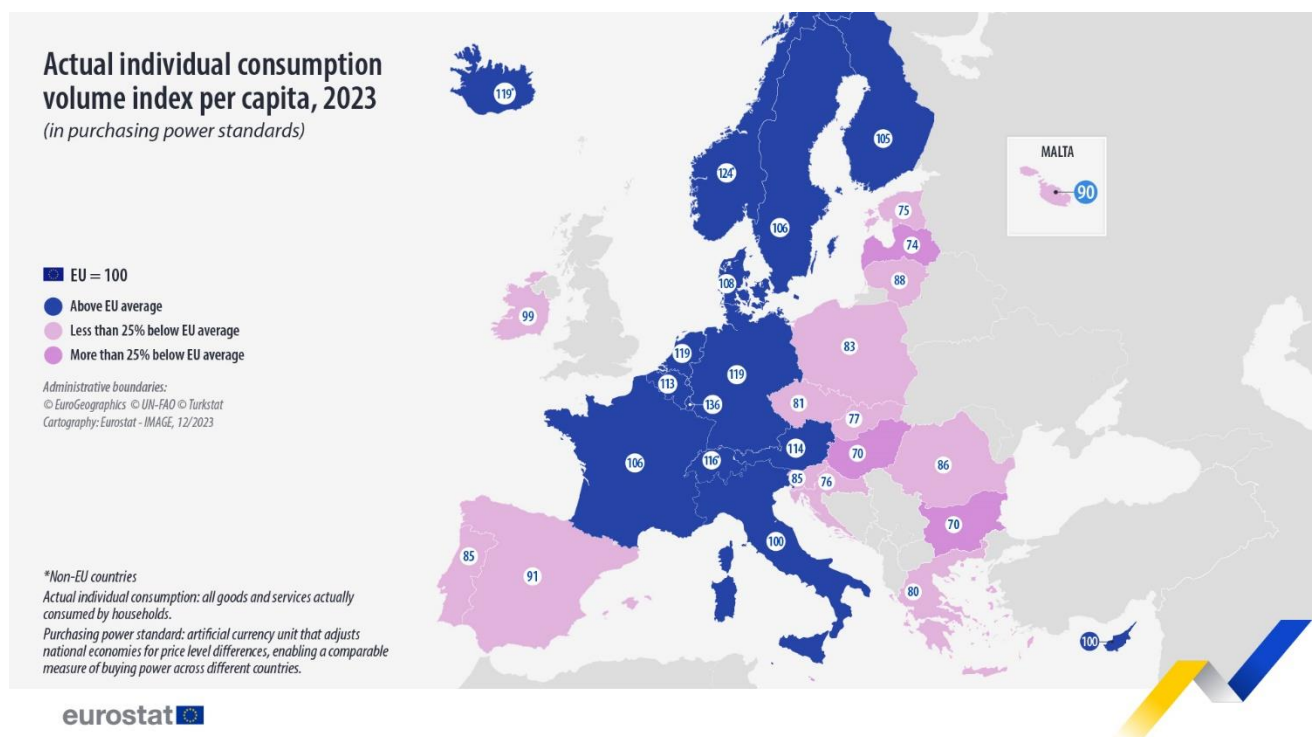 Actual individual consumption
volume index per capita, 2023
(in purchasing power standards)
EU = 100
Above EU average
Less than 25% below EU average
More than 25% below EU average
Administrative boundaries:
© EuroGeographics © UN-FAO © Turkstat
Cartography: Eurostat - IMAGE, 12/2023
*Non-EU countries
Actual individual consumption: all goods and services actually
consumed by households.
Purchasing power standard: artificial currency unit that adjusts
national economies for price level differences, enabling a comparable
measure of buying power across different countries.
119*
105
MALTA
90
124*
106
75
74
88
108
99
83
119
119
113
136
81
77
106
116*
114
70
86
85
76
70
100
85
91
80
100
eurostat